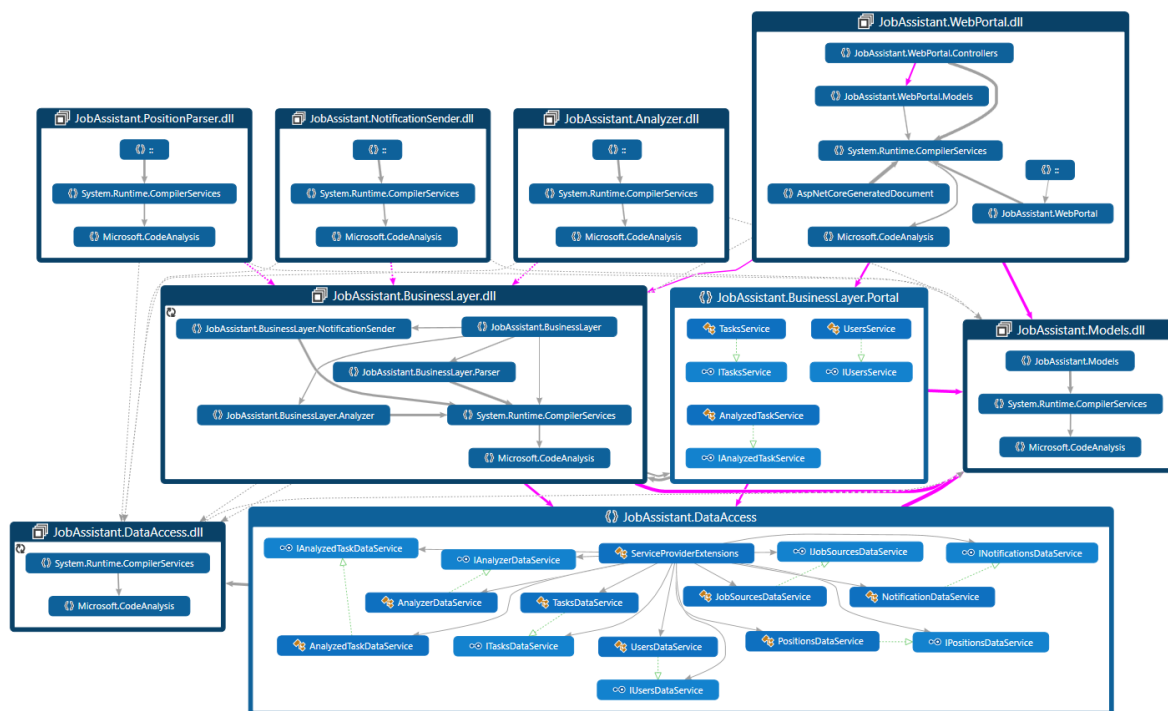 JobAssistant.WebPortal.dll
JobAssistant.WebPortal.Controllers
JobAssistant.WebPortal.Models
System.Runtime.CompilerServices
::
AspNetCoreGeneratedDocument
JobAssistant.WebPortal
Microsoft.CodeAnalysis
JobAssistant.PositionParser.dll
::
System.Runtime.CompilerServices
Microsoft.CodeAnalysis
JobAssistant.NotificationSender.dll
::
System.Runtime.CompilerServices
Microsoft.CodeAnalysis
JobAssistant.Analyzer.dll
::
System.Runtime.CompilerServices
Microsoft.CodeAnalysis
JobAssistant.BusinessLayer.dll
JobAssistant.BusinessLayer.NotificationSender
JobAssistant.BusinessLayer
JobAssistant.BusinessLayer.Parser
JobAssistant.BusinessLayer.Analyzer
System.Runtime.CompilerServices
Microsoft.CodeAnalysis
JobAssistant.BusinessLayer.Portal
TasksService
UsersService
ITasksService
IUsersService
AnalyzedTaskService
IAnalyzedTaskService
JobAssistant.Models.dll
JobAssistant.Models
System.Runtime.CompilerServices
Microsoft.CodeAnalysis
JobAssistant.DataAccess.dll
System.Runtime.CompilerServices
Microsoft.CodeAnalysis
JobAssistant.DataAccess
IAnalyzedTaskDataService
IAnalyzerDataService
ServiceProviderExtensions
IJobSourcesDataService
INotificationsDataService
AnalyzerDataService
TasksDataService
JobSourcesDataService
NotificationDataService
AnalyzedTaskDataService
ITasksDataService
UsersDataService
PositionsDataService
IPositionsDataService
IUsersDataService